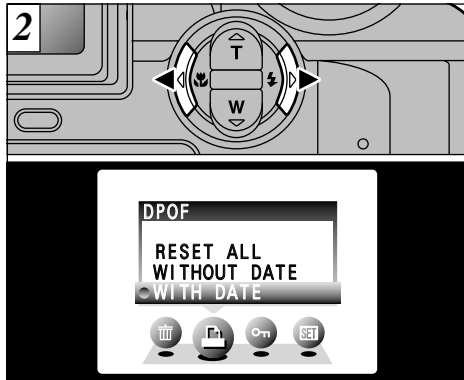 2
T
W
DPOF
RESET ALL
WITHOUT DATE
WITH DATE
SET